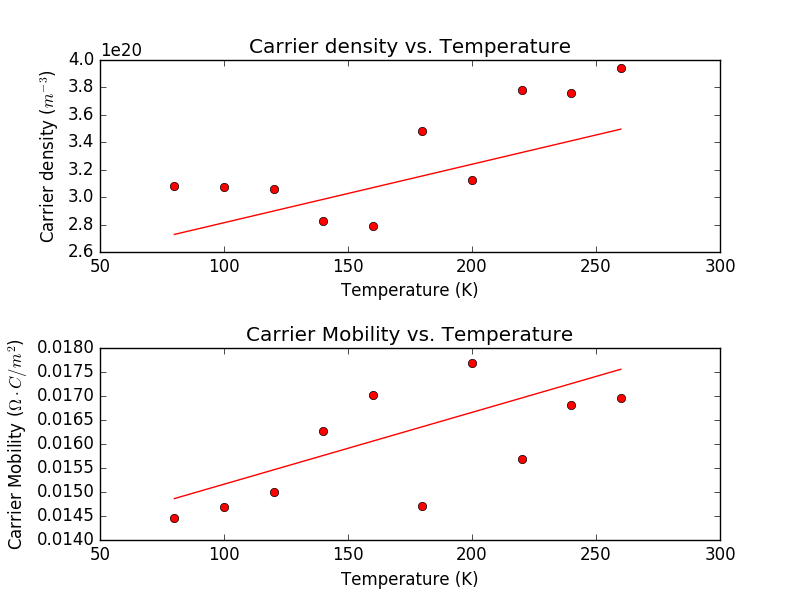 Carrier density vs. Temperature
1e20
4.0
3.8
3.6
3.4
3.2
3.0
2.8
2.6
Carrier density (m⁻³)
50 100 150 200 250 300
Temperature (K)
Carrier Mobility vs. Temperature
0.0180
0.0175
0.0170
0.0165
0.0160
0.0155
0.0150
0.0145
0.0140
Carrier Mobility (Ω · C/m²)
50 100 150 200 250 300
Temperature (K)